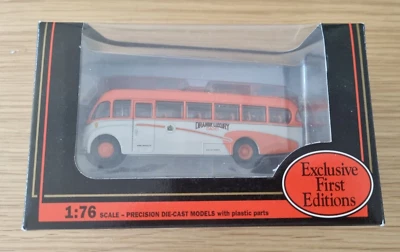 Exclusive
First
Editions
1:76 SCALE – PRECISION DIE-CAST MODELS with plastic parts